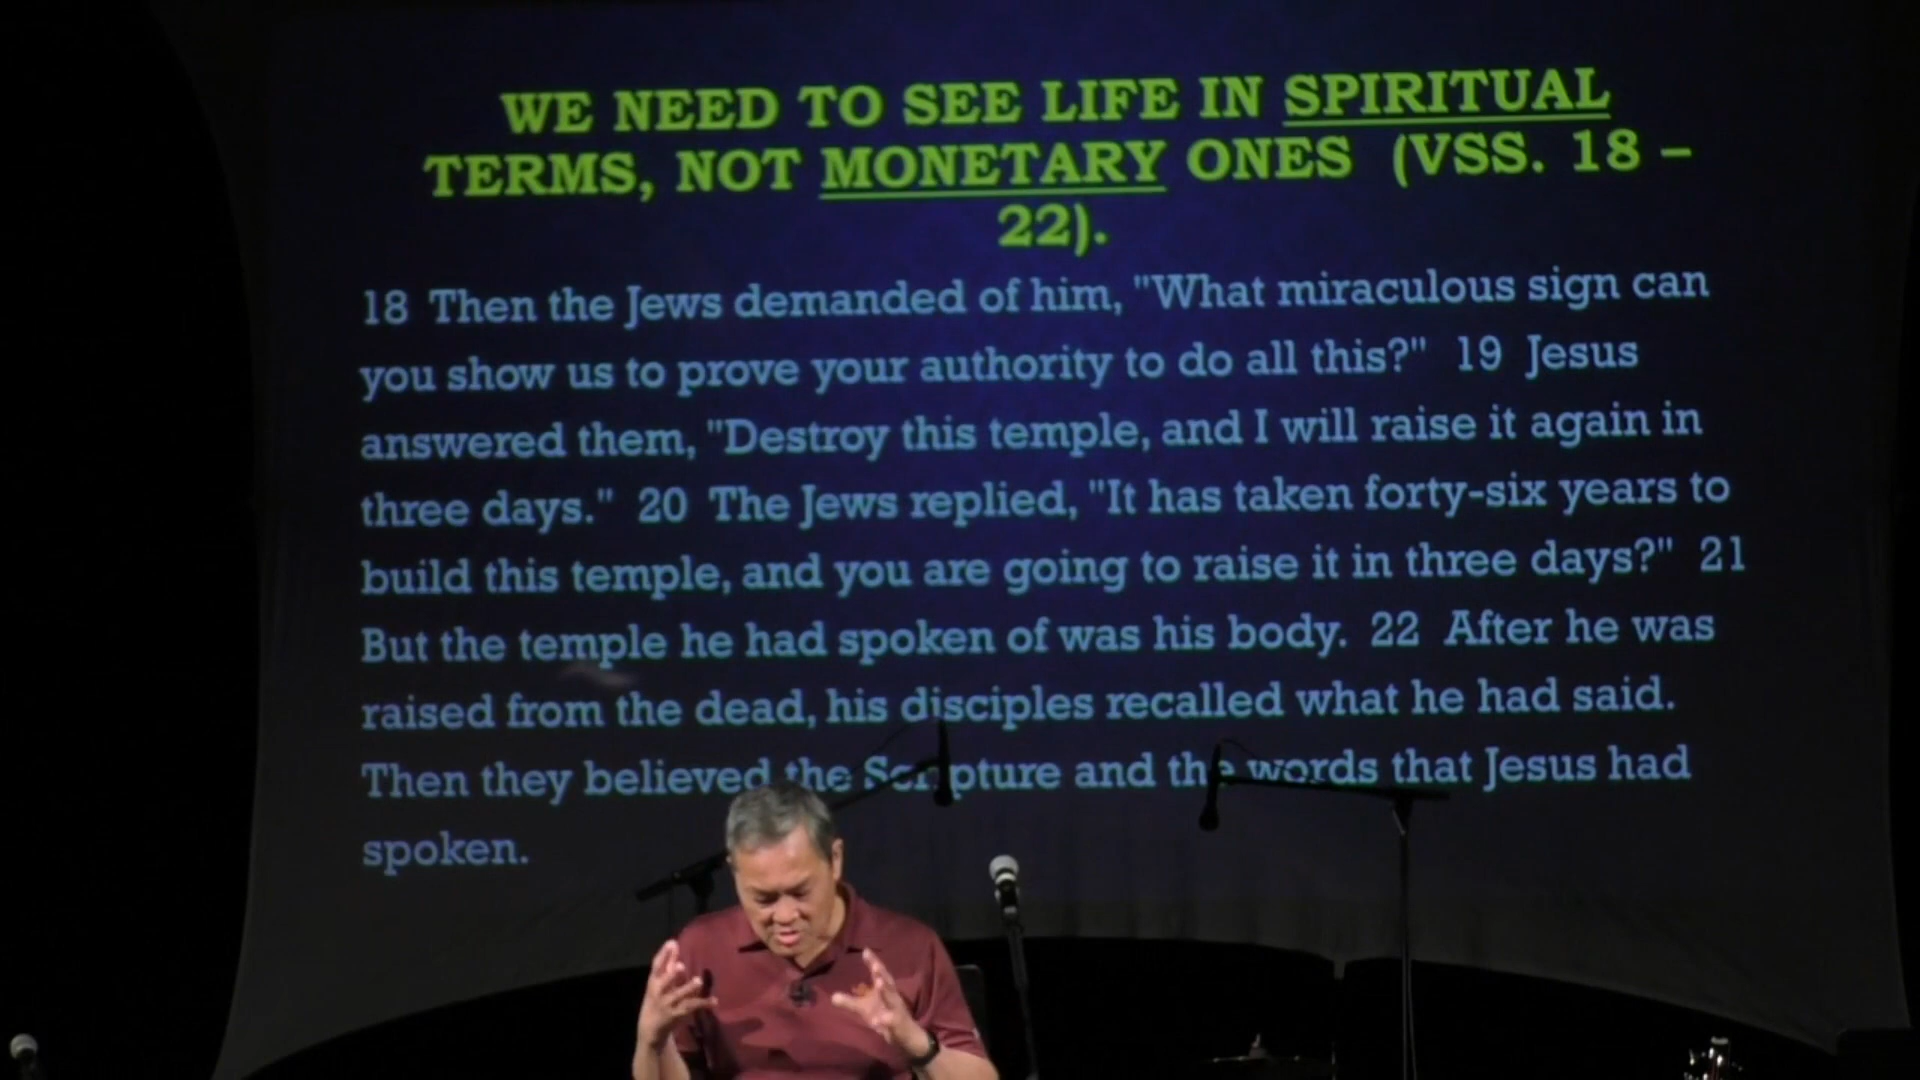 WE NEED TO SEE LIFE IN SPIRITUAL
TERMS, NOT MONETARY ONES (VSS. 18 –
22).
18 Then the Jews demanded of him, "What miraculous sign can
you show us to prove your authority to do all this?" 19 Jesus
answered them, "Destroy this temple, and I will raise it again in
three days." 20 The Jews replied, "It has taken forty-six years to
build this temple, and you are going to raise it in three days?" 21
But the temple he had spoken of was his body. 22 After he was
raised from the dead, his disciples recalled what he had said.
Then they believed the Scripture and the words that Jesus had
spoken.